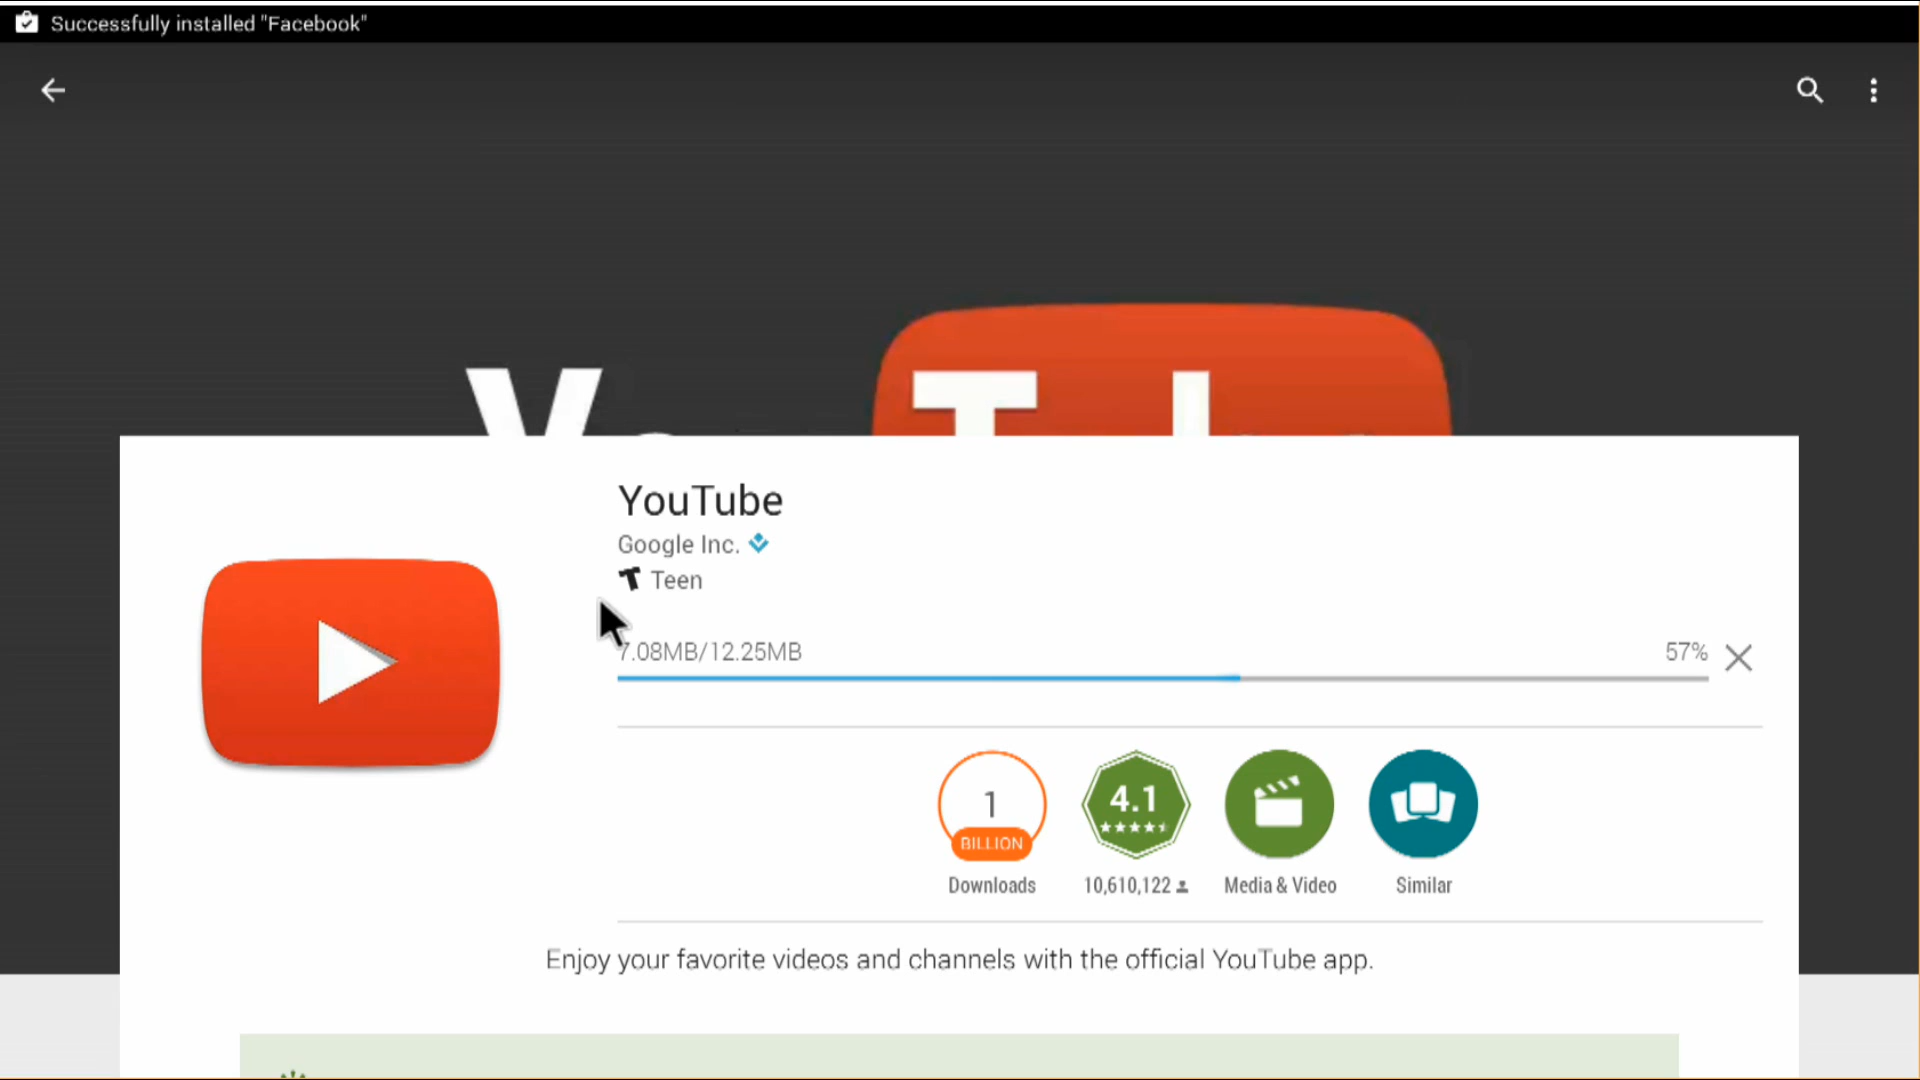 Successfully installed "Facebook"
YouTube
Google Inc.
Teen
7.08MB/12.25MB
57%
1
BILLION
4.1
Downloads
10,610,122
Media & Video
Similar
Enjoy your favorite videos and channels with the official YouTube app.